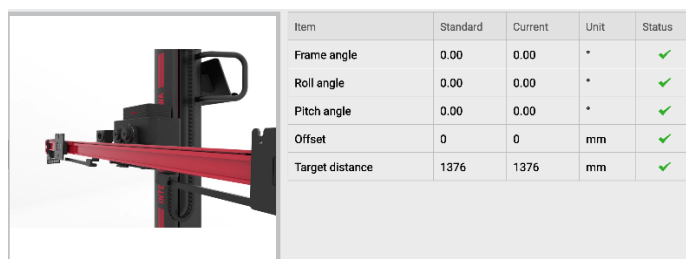 Item Standard Current Unit Status
Frame angle 0.00 0.00 °
Roll angle 0.00 0.00 °
Pitch angle 0.00 0.00 °
Offset 0 0 mm
Target distance 1376 1376 mm